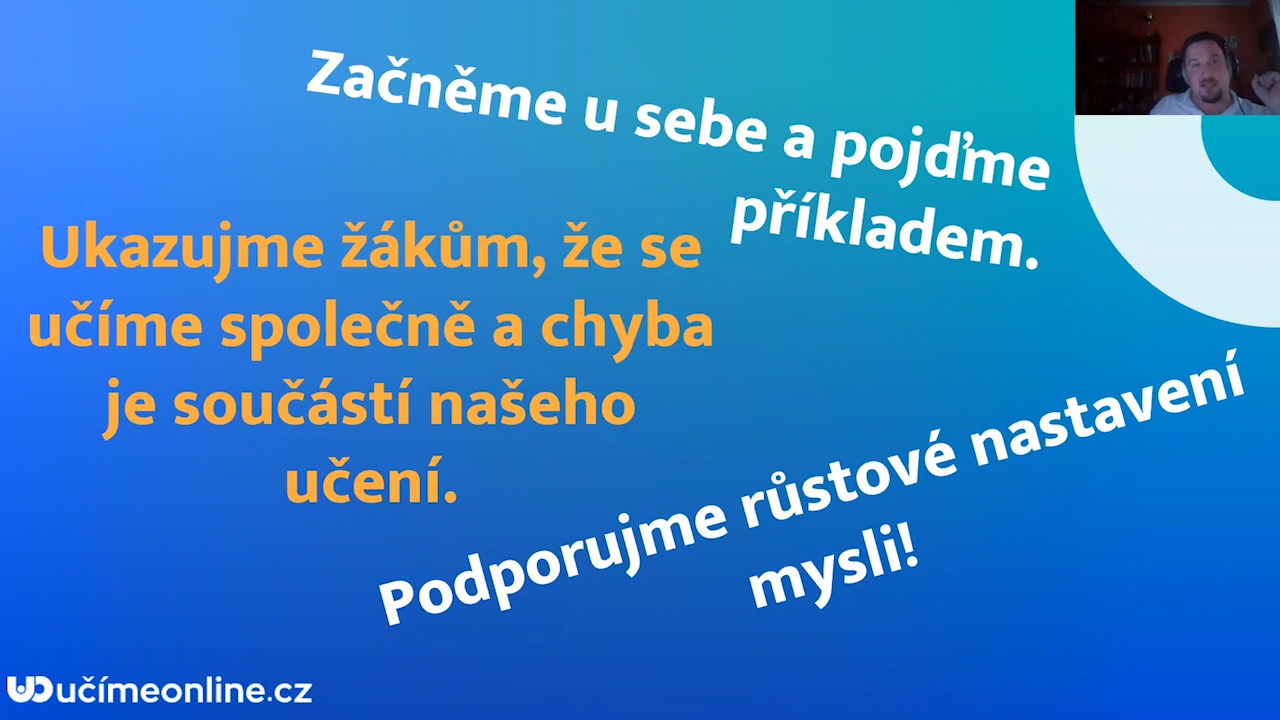 Začněme u sebe a pojďme
příkladem.
Ukazujme žákům, že se
učíme společně a chyba
je součástí našeho
učení.
Podporujme růstové nastavení
mysli!
učímeonline.cz